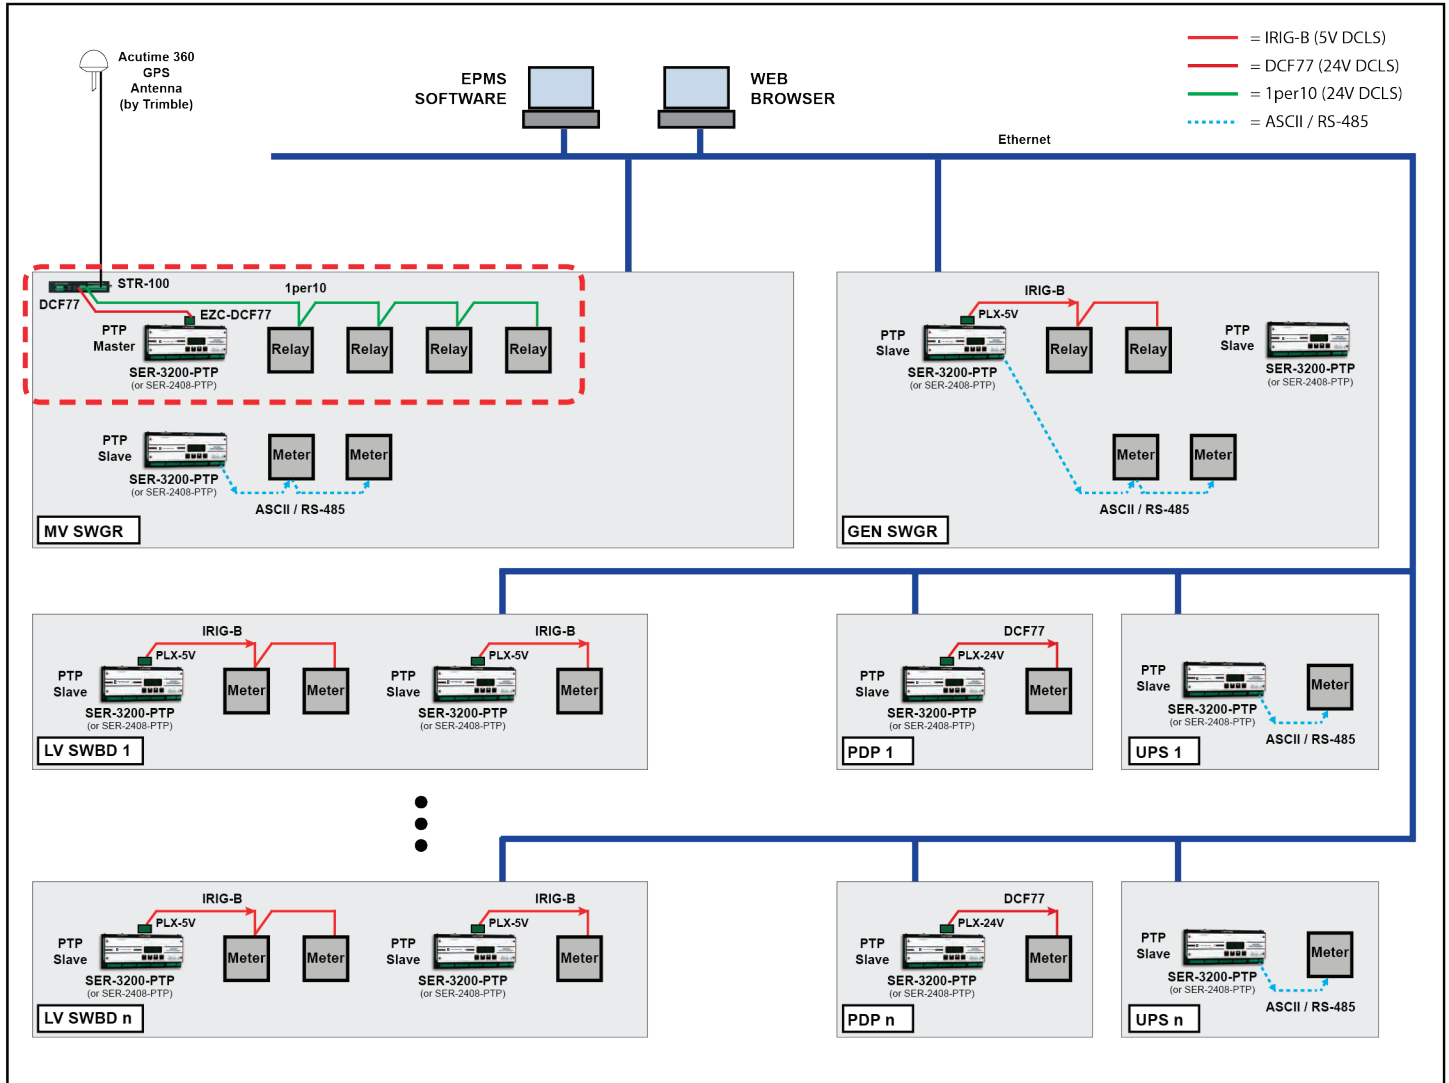 Acutime 360
GPS
Antenna
(by Trimble)
EPMS
SOFTWARE
WEB
BROWSER
= IRIG-B (5V DCLS)
= DCF77 (24V DCLS)
= 1per10 (24V DCLS)
= ASCII / RS-485
Ethernet
STR-100
DCF77
1per10
EZC-DCF77
PTP
Master
SER-3200-PTP
(or SER-2408-PTP)
Relay
Relay
Relay
Relay
PTP
Slave
SER-3200-PTP
(or SER-2408-PTP)
Meter
Meter
ASCII / RS-485
MV SWGR
IRIG-B
PLX-5V
PTP
Slave
SER-3200-PTP
(or SER-2408-PTP)
Relay
Relay
PTP
Slave
SER-3200-PTP
(or SER-2408-PTP)
Meter
Meter
ASCII / RS-485
GEN SWGR
IRIG-B
PLX-5V
PTP
Slave
SER-3200-PTP
(or SER-2408-PTP)
Meter
Meter
IRIG-B
PLX-5V
PTP
Slave
SER-3200-PTP
(or SER-2408-PTP)
Meter
LV SWBD 1
DCF77
PLX-24V
PTP
Slave
SER-3200-PTP
(or SER-2408-PTP)
Meter
PDP 1
PTP
Slave
SER-3200-PTP
(or SER-2408-PTP)
Meter
ASCII / RS-485
UPS 1
IRIG-B
PLX-5V
PTP
Slave
SER-3200-PTP
(or SER-2408-PTP)
Meter
Meter
IRIG-B
PLX-5V
PTP
Slave
SER-3200-PTP
(or SER-2408-PTP)
Meter
LV SWBD n
DCF77
PLX-24V
PTP
Slave
SER-3200-PTP
(or SER-2408-PTP)
Meter
PDP n
PTP
Slave
SER-3200-PTP
(or SER-2408-PTP)
Meter
ASCII / RS-485
UPS n